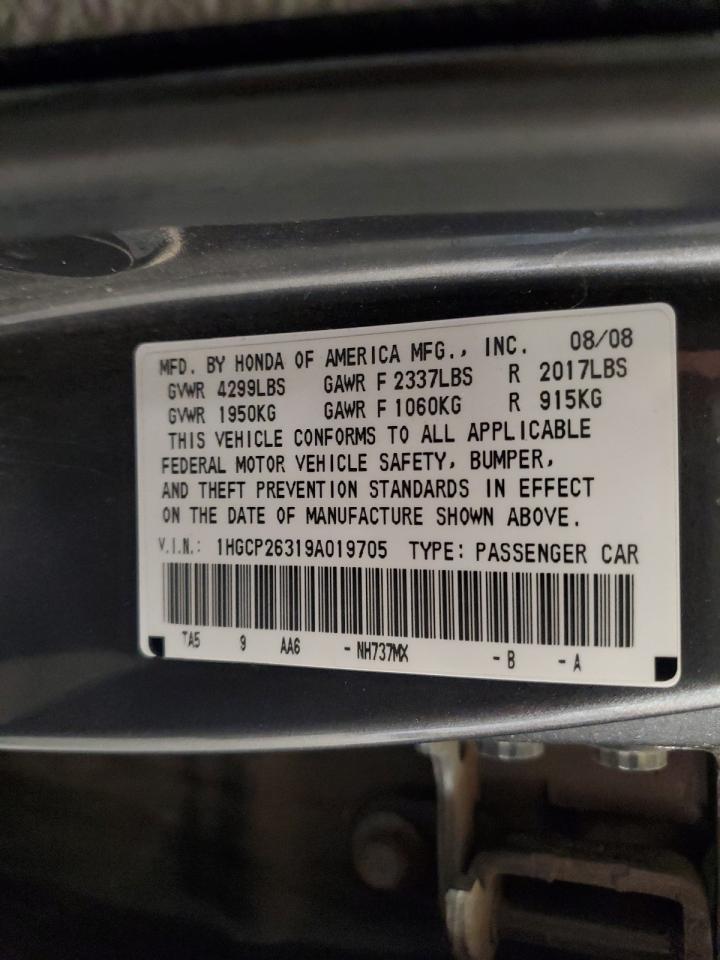 MFD. BY HONDA OF AMERICA MFG., INC. 08/08
GVWR 4299LBS GAWR F 2337LBS R 2017LBS
GVWR 1950KG GAWR F 1060KG R 915KG
THIS VEHICLE CONFORMS TO ALL APPLICABLE
FEDERAL MOTOR VEHICLE SAFETY, BUMPER,
AND THEFT PREVENTION STANDARDS IN EFFECT
ON THE DATE OF MANUFACTURE SHOWN ABOVE.
V.I.N.: 1HGCP26319A019705 TYPE: PASSENGER CAR
TA5 9 AA6 - NH737MX - B - A